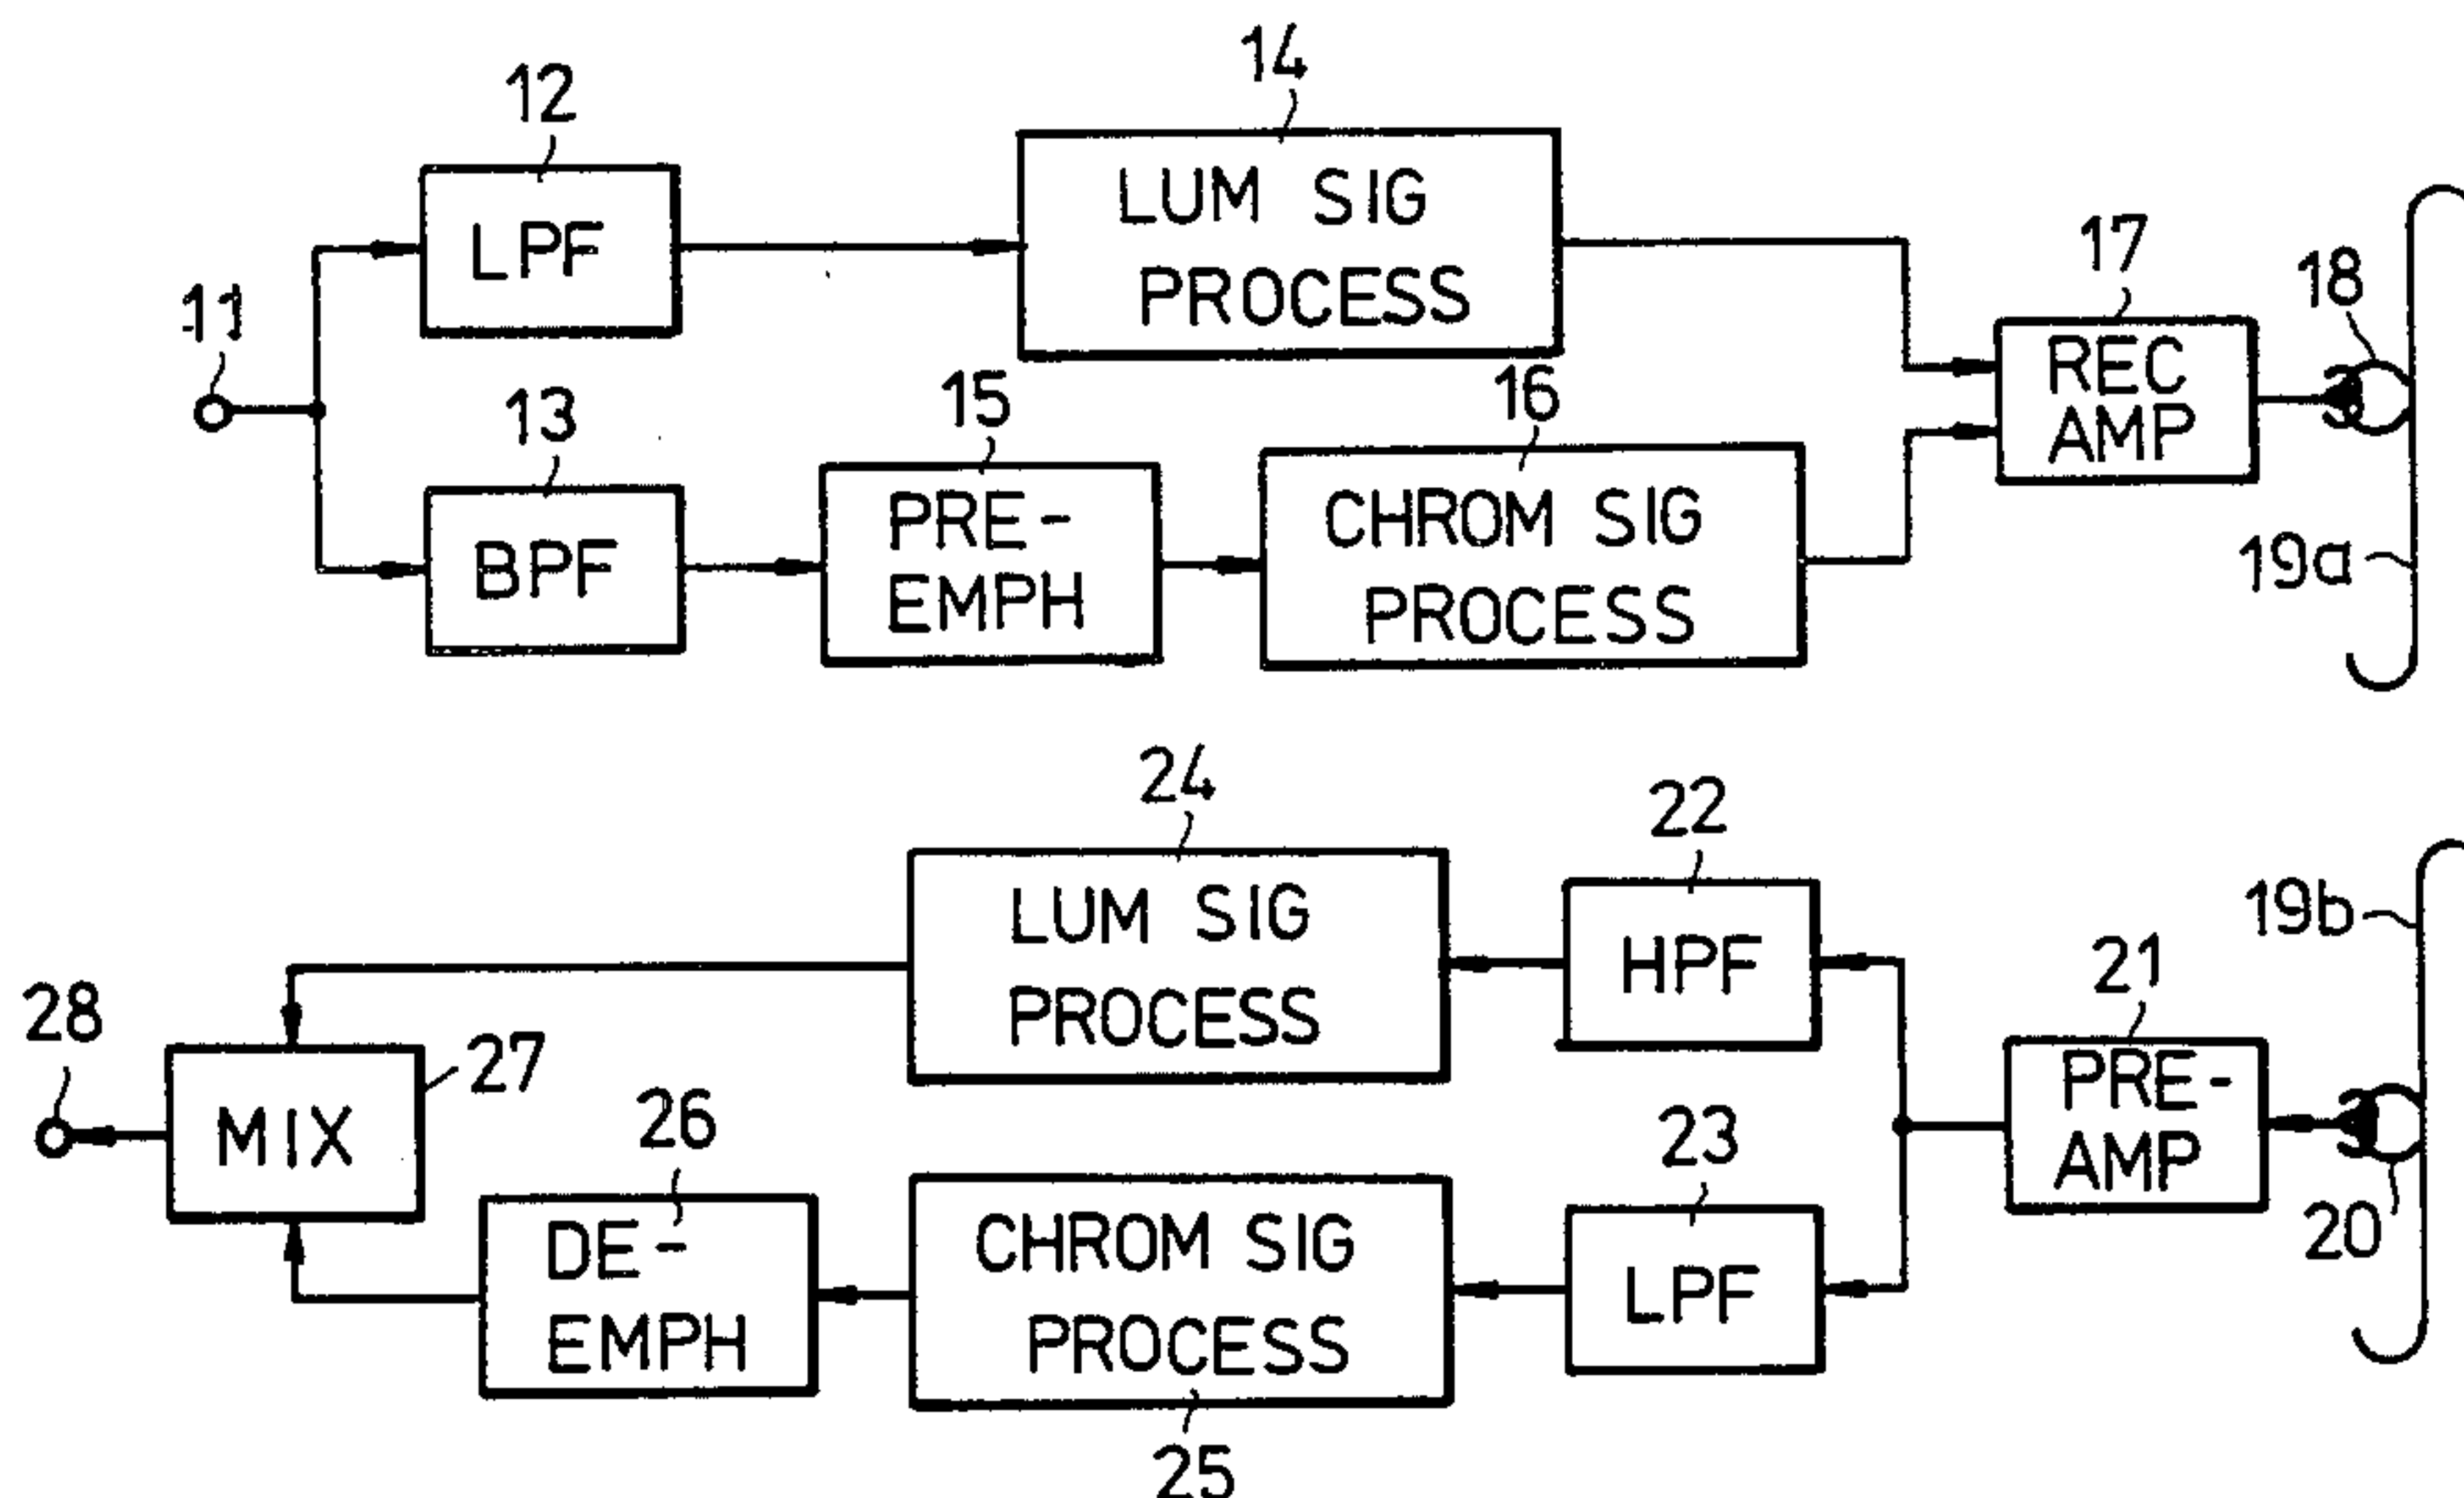 14
12
LUM SIG
PROCESS
17
18
LPF
11
REC
AMP
13
15
16
BPF
PRE-
EMPH
CHROM SIG
PROCESS
19a
24
22
19b
LUM SIG
PROCESS
HPF
21
28
27
PRE-
AMP
MIX
26
23
20
DE-
EMPH
CHROM SIG
PROCESS
LPF
25